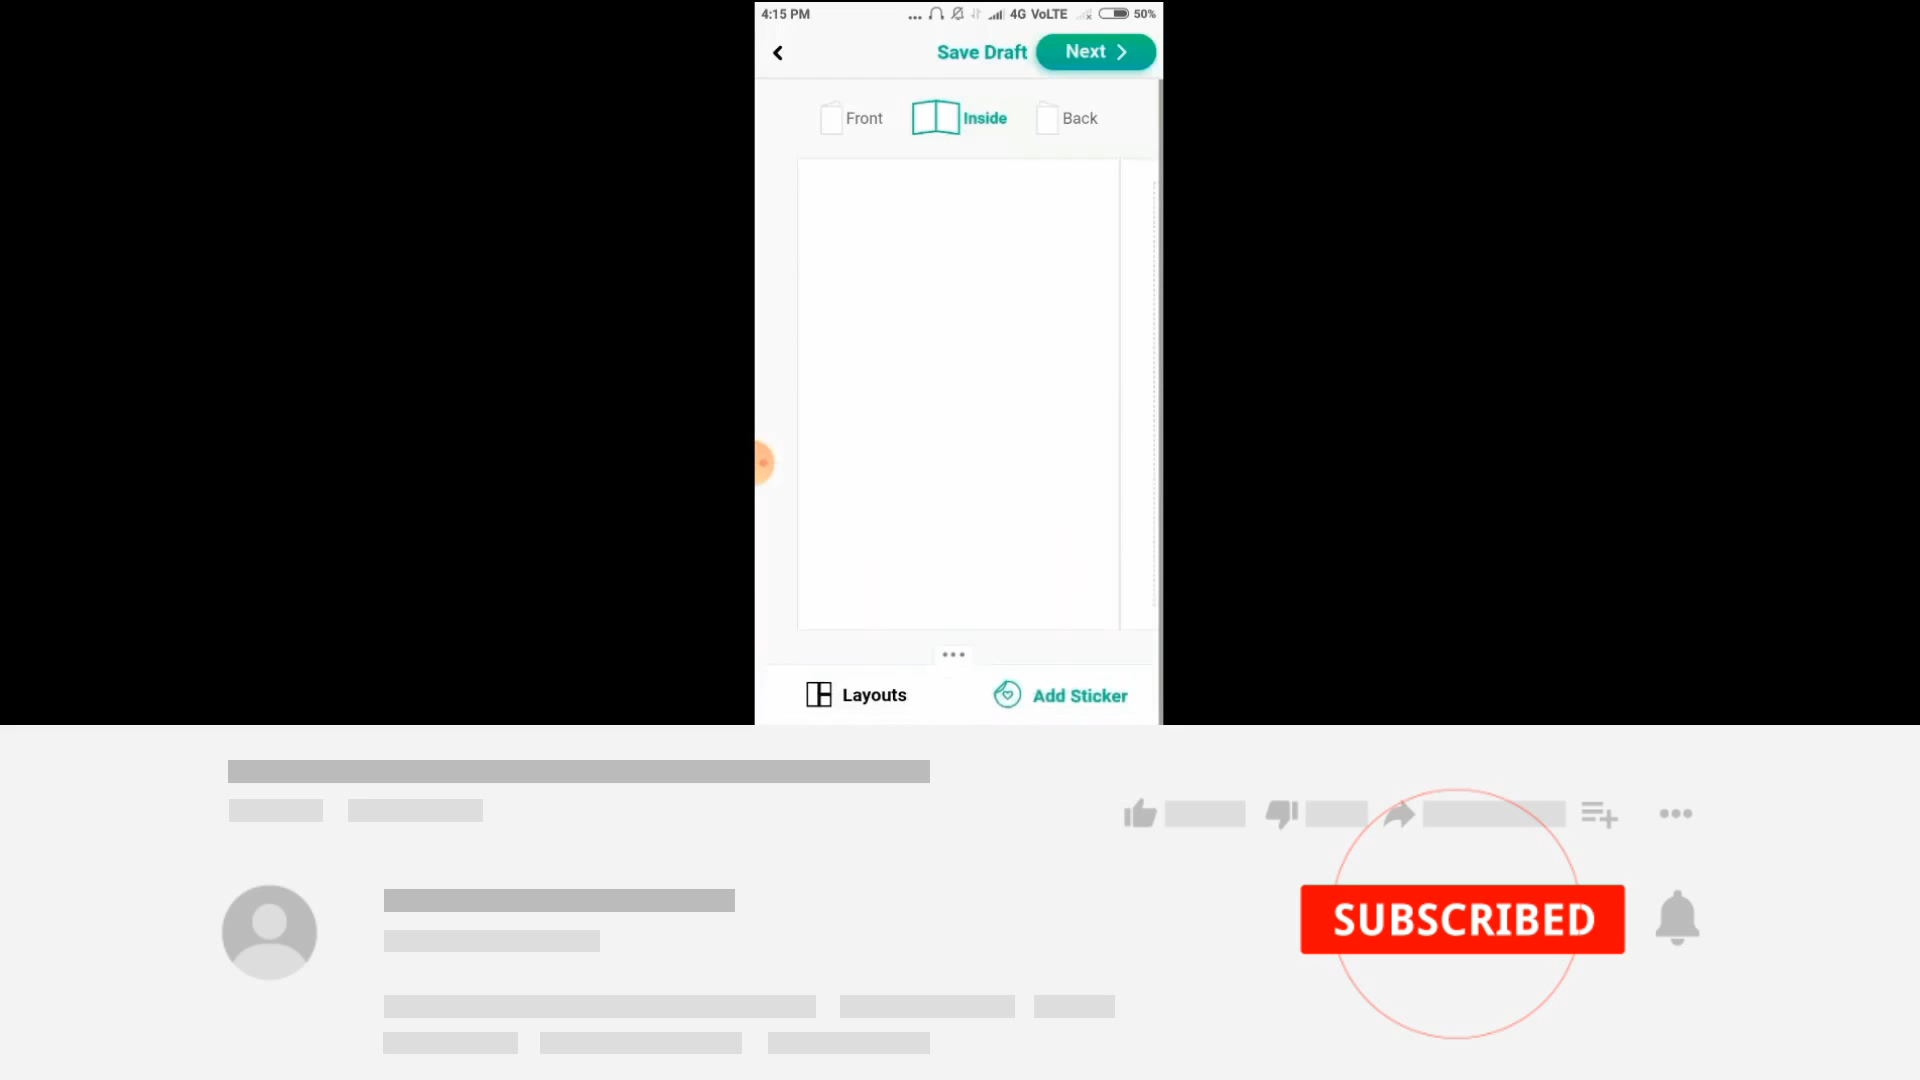 4:15 PM 4G VoLTE 50%
Save Draft Next
Front Inside Back
Layouts Add Sticker
SUBSCRIBED